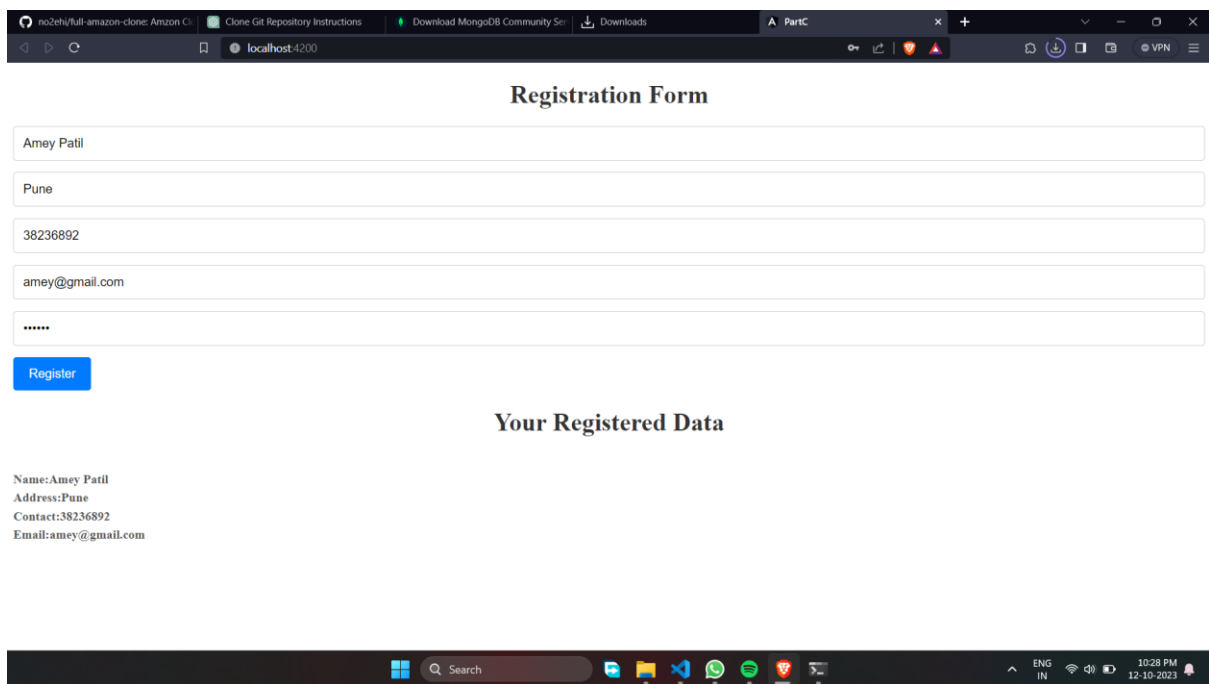 no2ehi/full-amazon-clone: Amzon Cl
Clone Git Repository Instructions
Download MongoDB Community Ser
Downloads
PartC
localhost:4200
VPN
Registration Form
Amey Patil
Pune
38236892
amey@gmail.com
••••••
Register
Your Registered Data
Name:Amey Patil
Address:Pune
Contact:38236892
Email:amey@gmail.com
Search
ENG
IN
10:28 PM
12-10-2023